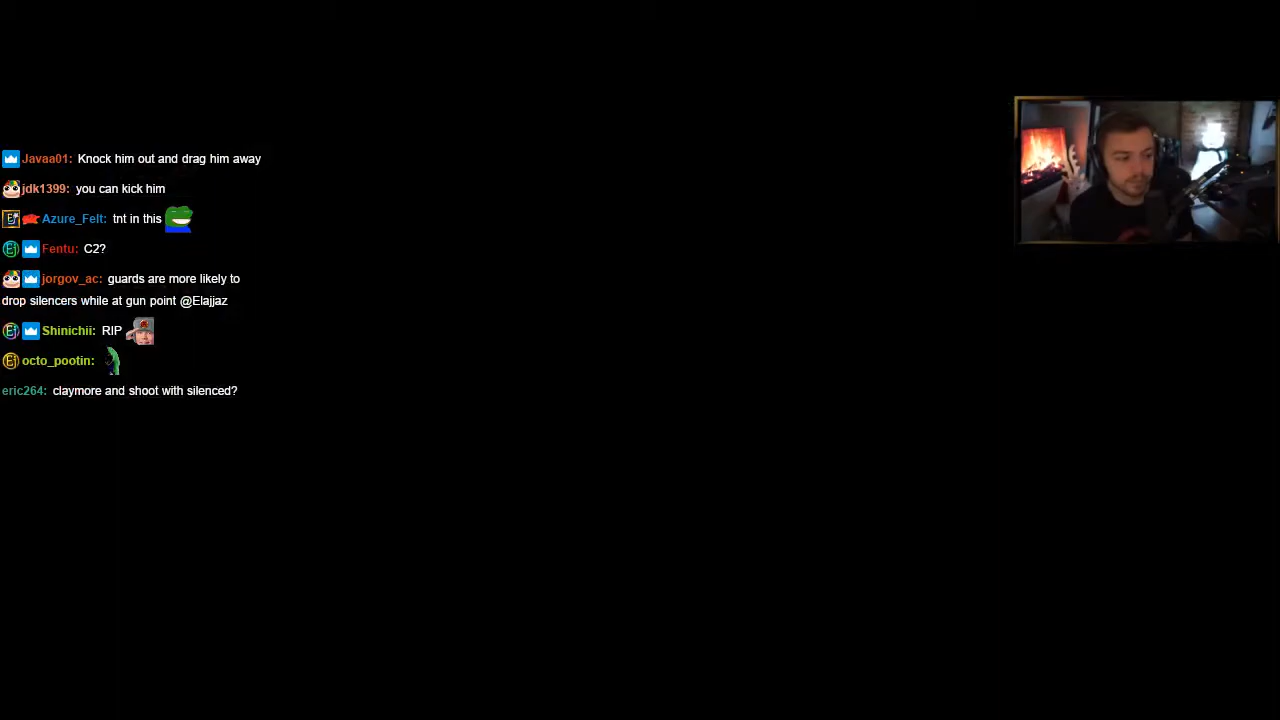 Javaa01: Knock him out and drag him away
jdk1399: you can kick him
Azure_Felt: tnt in this
Fentu: C2?
jorgov_ac: guards are more likely to
drop silencers while at gun point @Elajjaz
Shinichii: RIP
octo_pootin:
eric264: claymore and shoot with silenced?